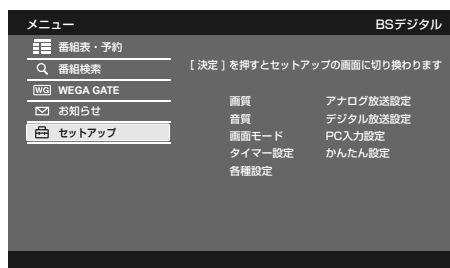 メニュー BSデジタル
番組表・予約
番組検索
WG WEGA GATE
お知らせ
セットアップ
[ 決定 ] を押すとセットアップの画面に切り換わります
画質 アナログ放送設定
音質 デジタル放送設定
画面モード PC入力設定
タイマー設定 かんたん設定
各種設定